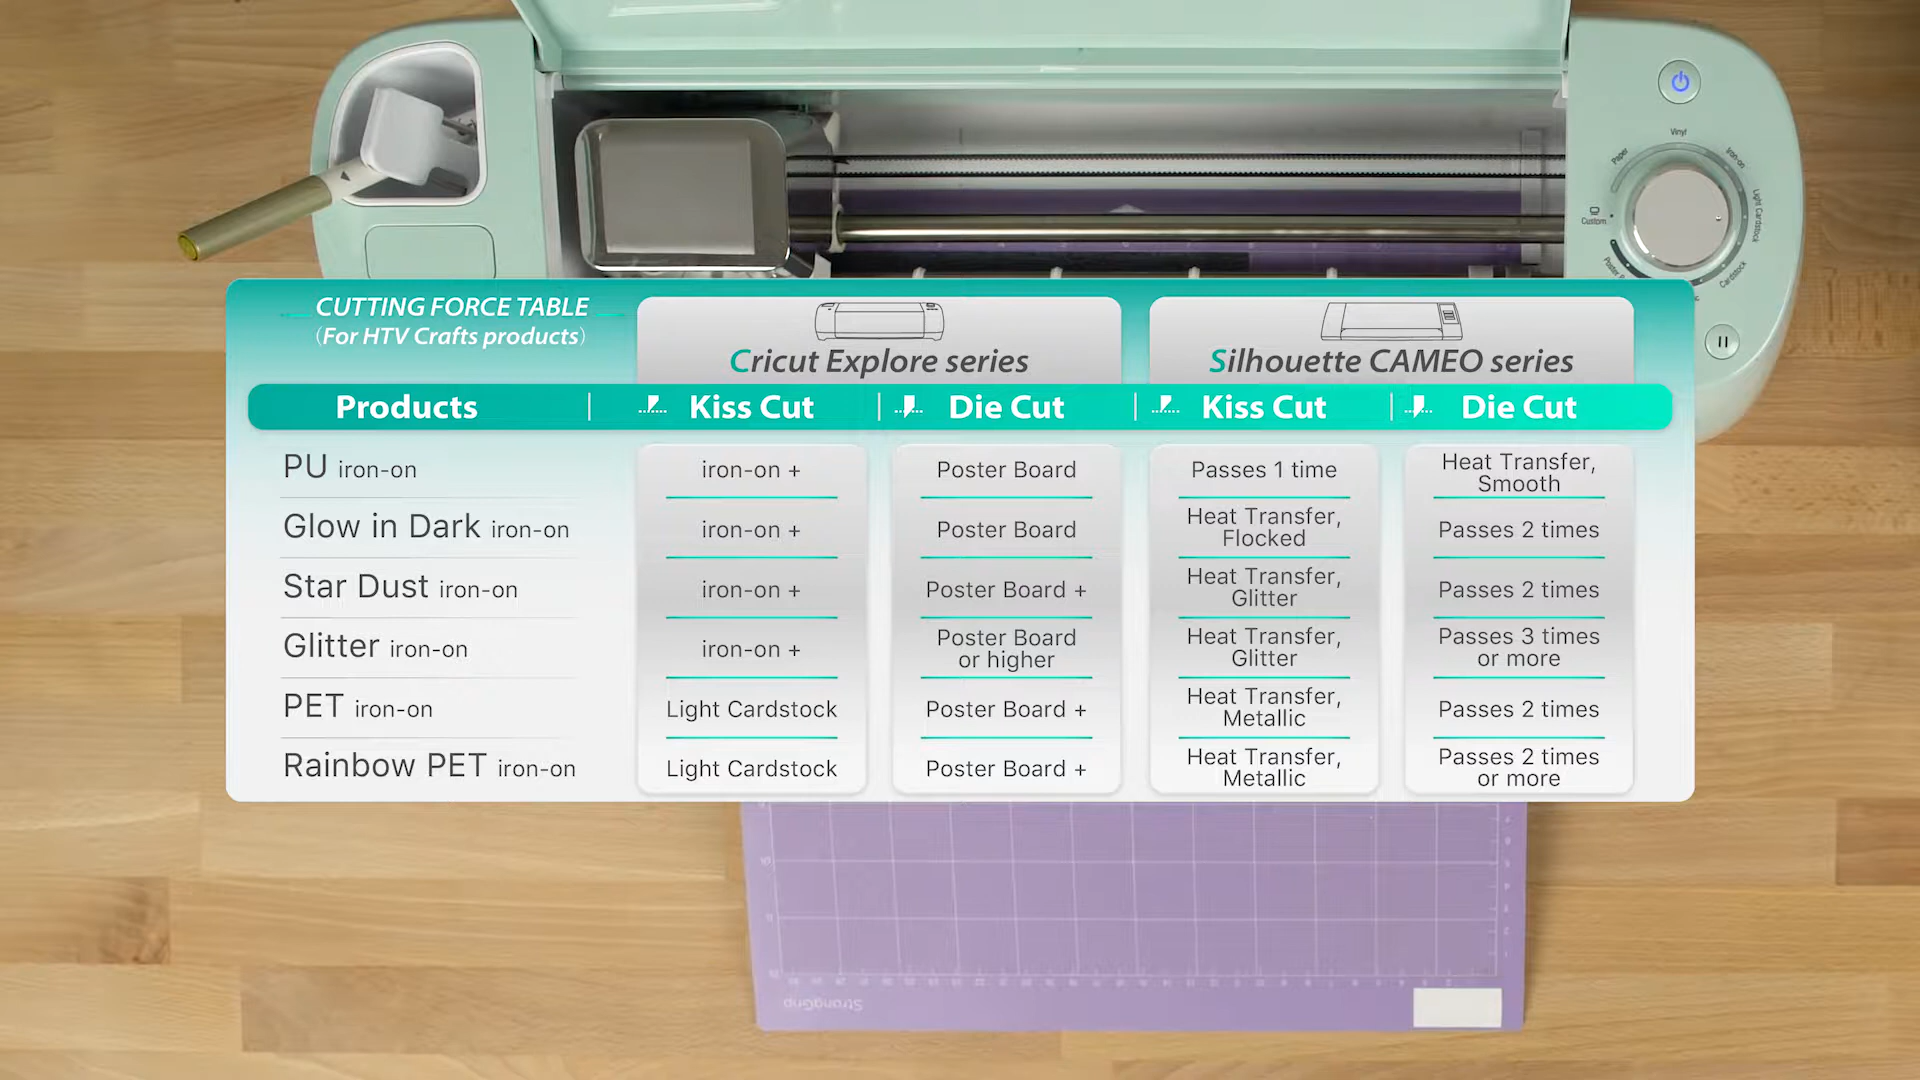 Vinyl
Paper
Iron-on
Light Cardstock
Custom
Cardstock
CUTTING FORCE TABLE
(For HTV Crafts products)
Cricut Explore series
Silhouette CAMEO series
Products | Kiss Cut | Die Cut | Kiss Cut | Die Cut
PU iron-on
iron-on +
Poster Board
Passes 1 time
Heat Transfer,
Smooth
Glow in Dark iron-on
iron-on +
Poster Board
Heat Transfer,
Flocked
Passes 2 times
Star Dust iron-on
iron-on +
Poster Board +
Heat Transfer,
Glitter
Passes 2 times
Glitter iron-on
iron-on +
Poster Board
or higher
Heat Transfer,
Glitter
Passes 3 times
or more
PET iron-on
Light Cardstock
Poster Board +
Heat Transfer,
Metallic
Passes 2 times
Rainbow PET iron-on
Light Cardstock
Poster Board +
Heat Transfer,
Metallic
Passes 2 times
or more
StrongGrip